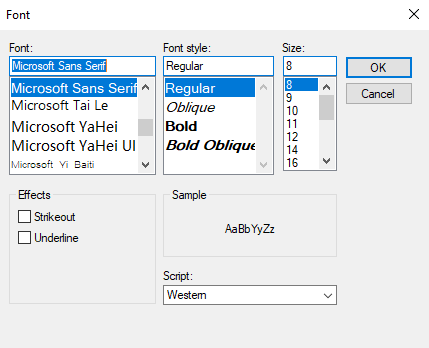 Font
Font:
Font style:
Size:
Microsoft Sans Serif
Regular
8
OK
Microsoft Sans Serif
Microsoft Tai Le
Microsoft YaHei
Microsoft YaHei UI
Microsoft Yi Baiti
Regular
Oblique
Bold
Bold Oblique
8
9
10
11
12
14
16
Cancel
Effects
Strikeout
Underline
Sample
AaBbYyZz
Script:
Western